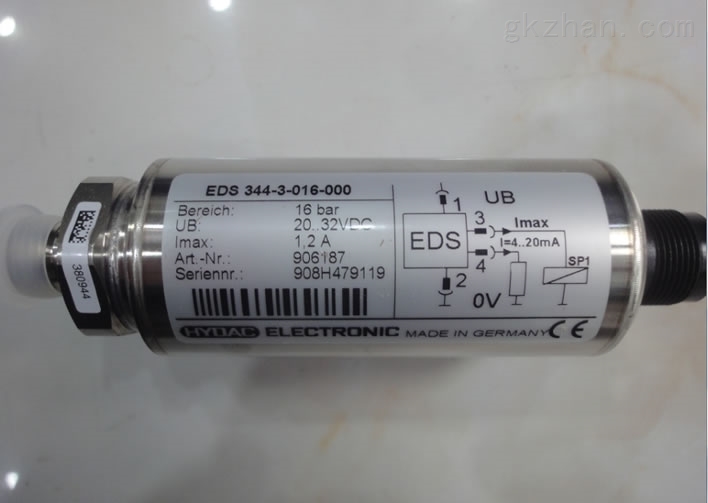 gkzhan.com
EDS 344-3-016-000
Bereich: 16 bar
UB: 20..32VDC
Imax: 1,2 A
Art.-Nr.: 906187
Seriennr.: 908H479119
HYDAC ELECTRONIC MADE IN GERMANY CE
1
UB
3
Imax
EDS
I=4..20mA
4
SP1
2
0V
380944